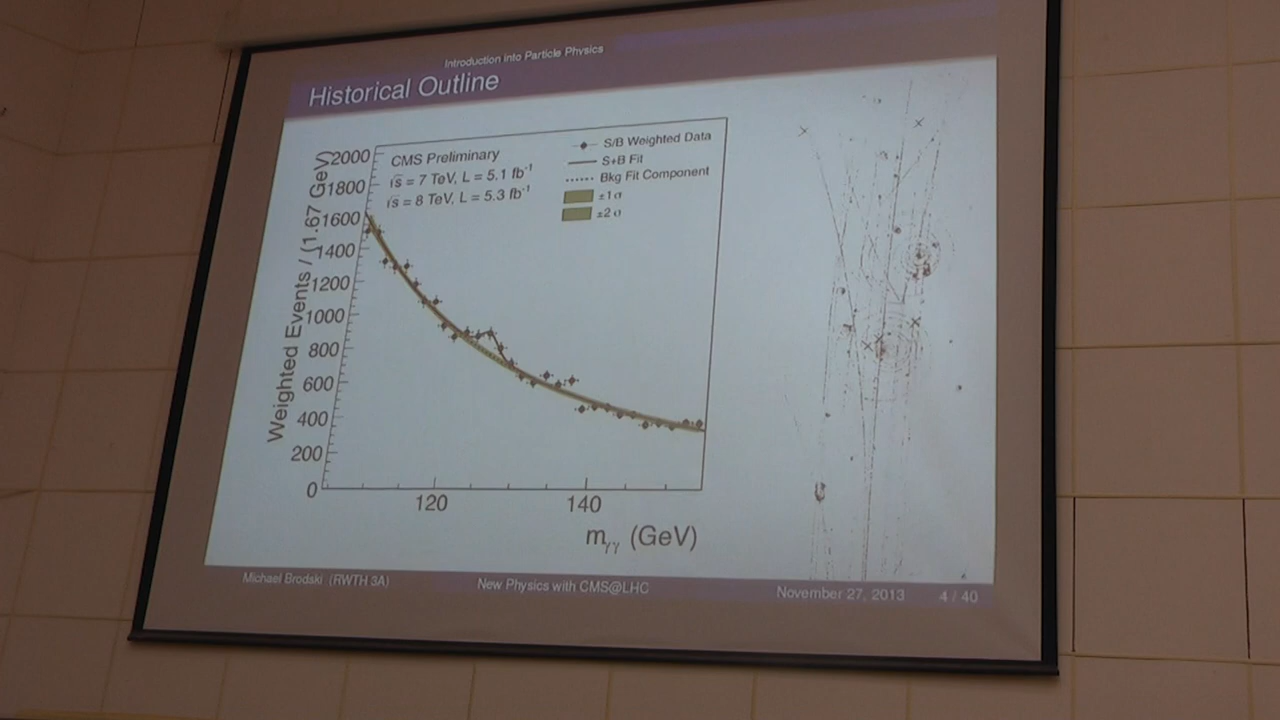 Introduction into Particle Physics
Historical Outline
CMS Preliminary
√s = 7 TeV, L = 5.1 fb⁻¹
√s = 8 TeV, L = 5.3 fb⁻¹
S/B Weighted Data
S+B Fit
Bkg Fit Component
±1 σ
±2 σ
Weighted Events / (1.67 GeV)
2000
1800
1600
1400
1200
1000
800
600
400
200
0
120 140
mγγ (GeV)
Michael Brodski (RWTH 3A) New Physics with CMS@LHC November 27, 2013 4 / 40